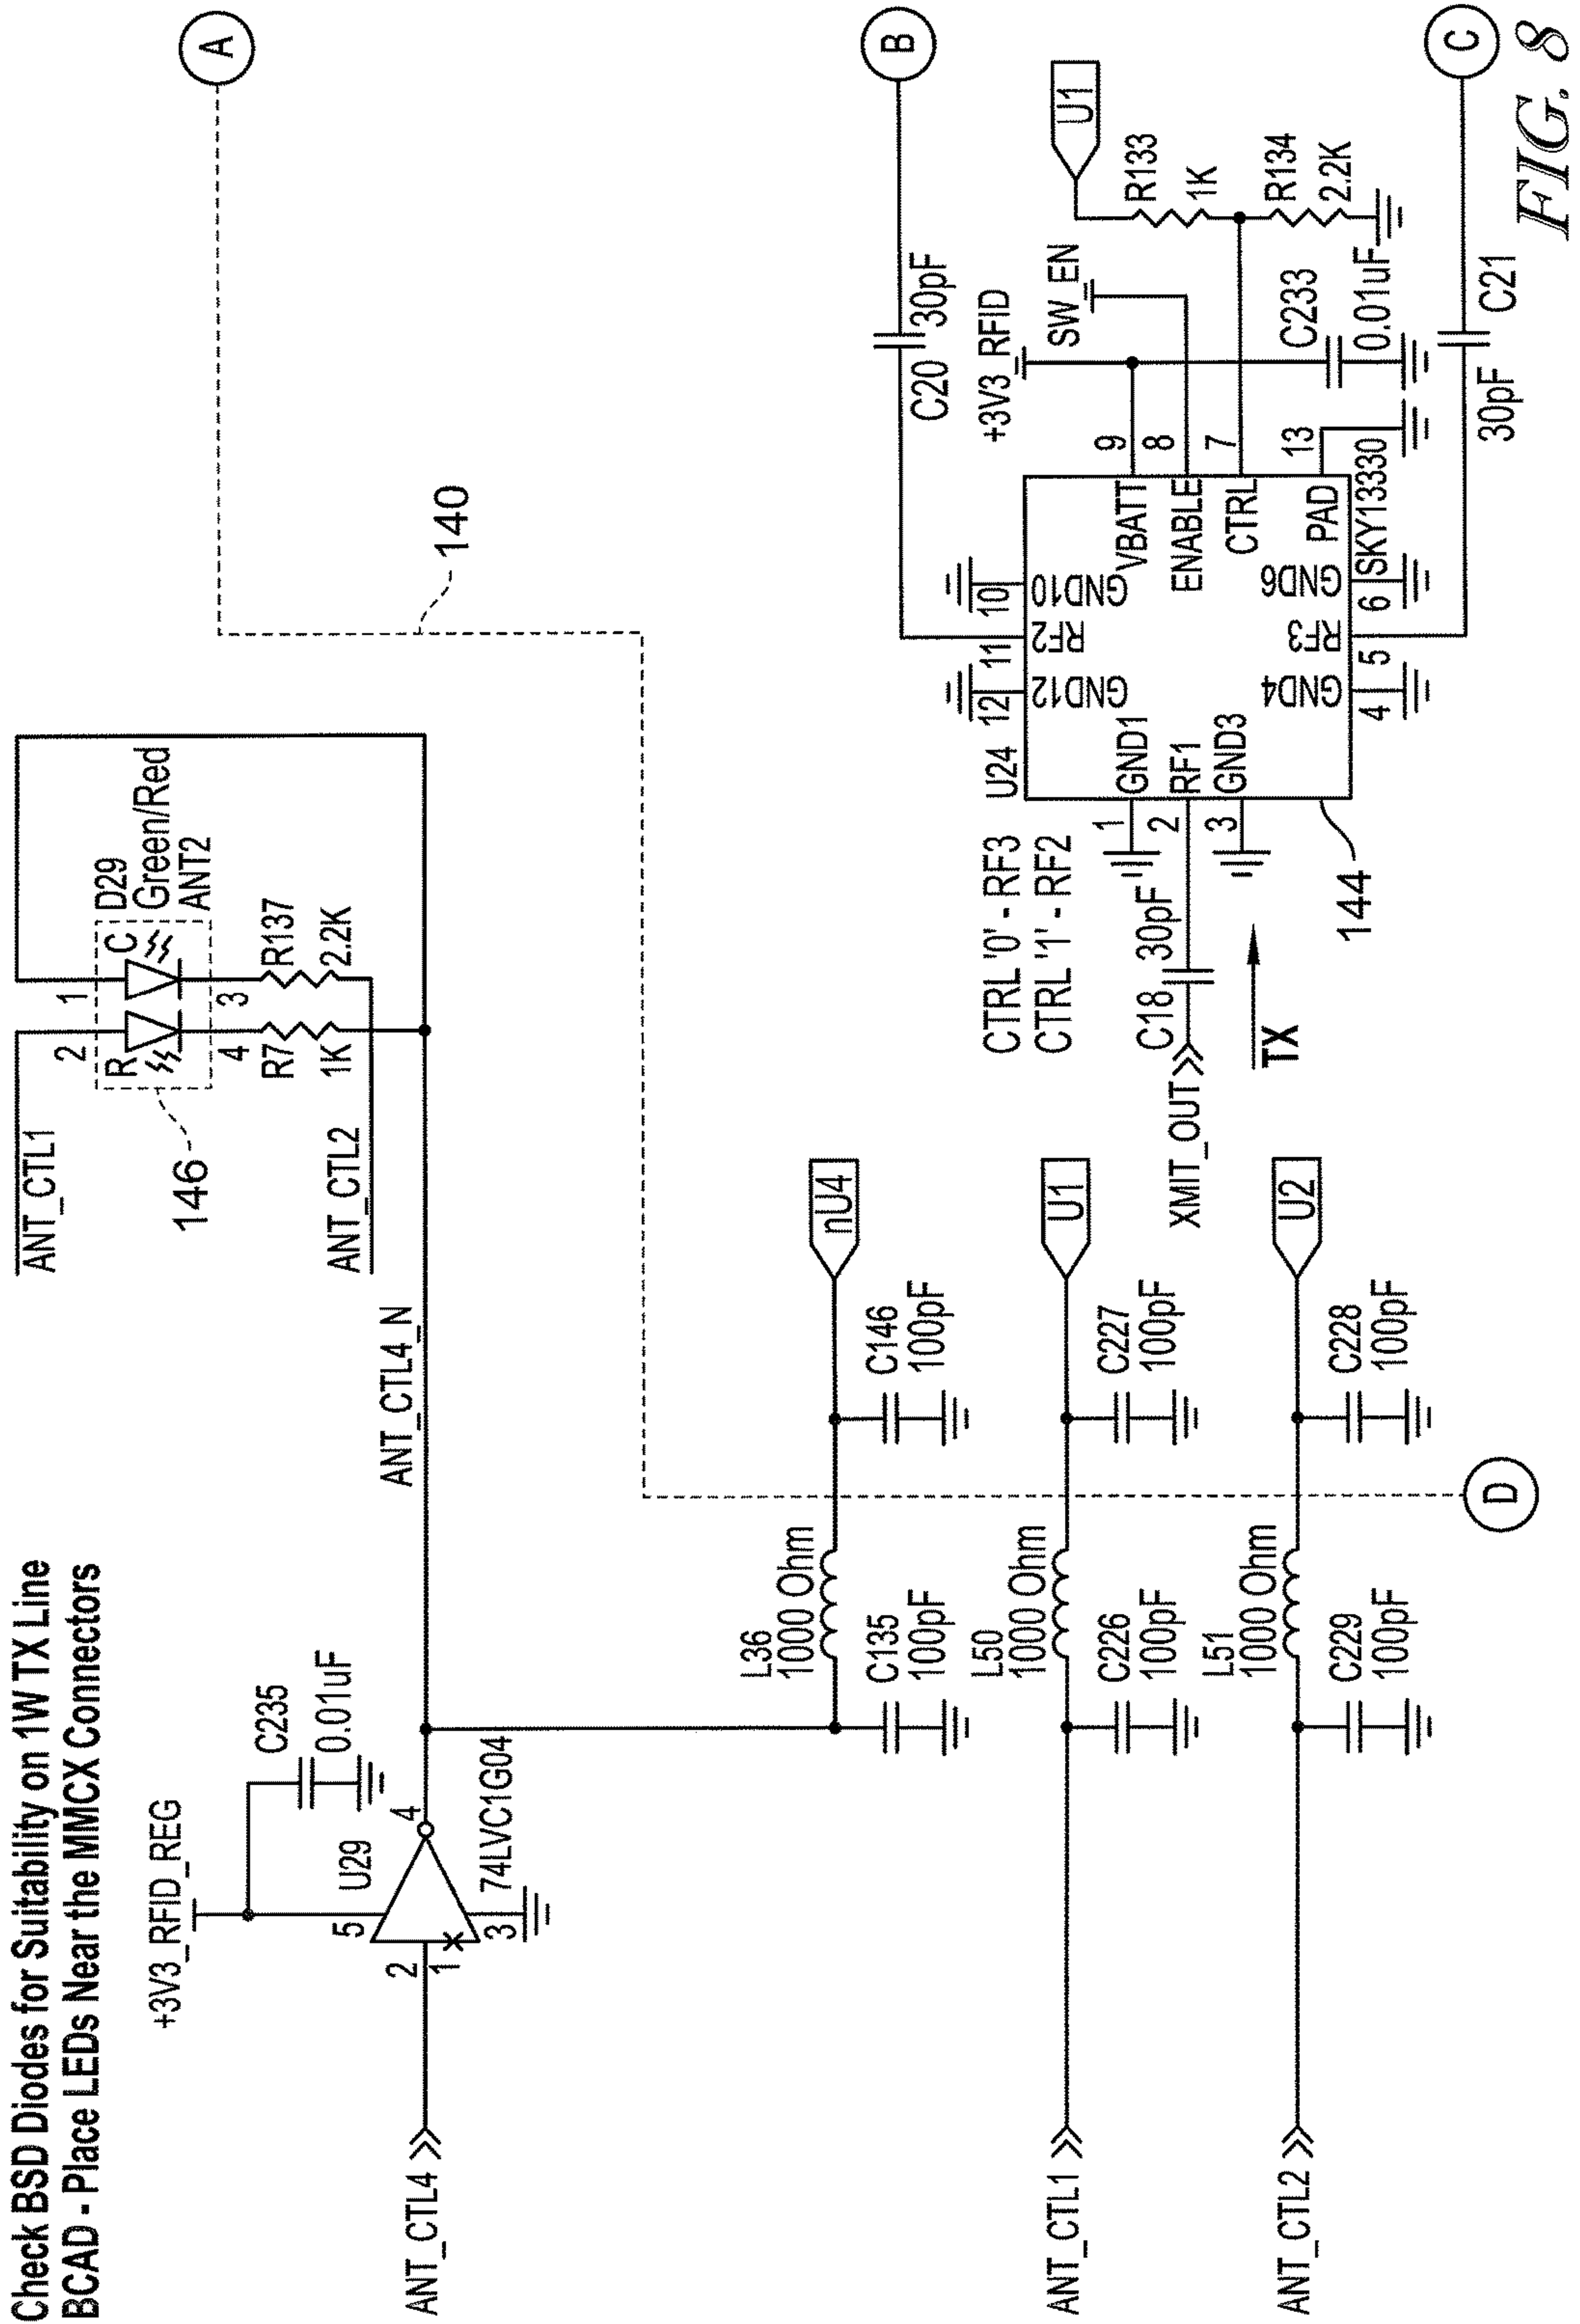 Check BSD Diodes for Suitability on 1W TX Line
BCAD - Place LEDs Near the MMCX Connectors
+3V3_RFID_REG
C235
0.01uF
U29
5
4
2
1
3
74LVC1G04
ANT_CTL4
ANT_CTL4_N
ANT_CTL1
ANT_CTL2
146
2
1
R
C
D29
Green/Red
ANT2
4
3
R7
1K
R137
2.2K
140
A
L36
1000 Ohm
C135
100pF
C146
100pF
nU4
ANT_CTL1
L50
1000 Ohm
C226
100pF
C227
100pF
U1
ANT_CTL2
L51
1000 Ohm
C229
100pF
C228
100pF
U2
D
CTRL '0' - RF3
CTRL '1' - RF2
XMIT_OUT
C18
30pF
TX
144
U24
1
GND1
2
RF1
3
GND3
12
GND12
11
RF2
10
GND10
4
GND4
5
RF3
6
GND6
SKY13330
VBATT
9
ENABLE
8
CTRL
7
PAD
13
C20
30pF
B
+3V3_RFID
SW_EN
U1
R133
1K
R134
2.2K
C233
0.01uF
30pF
C21
C
FIG. 8